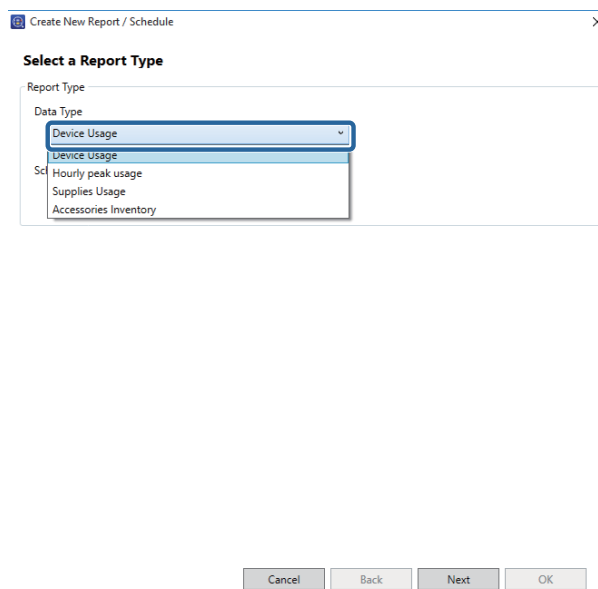 Create New Report / Schedule
Select a Report Type
Report Type
Data Type
Device Usage
Device Usage
Hourly peak usage
Supplies Usage
Accessories Inventory
Cancel Back Next OK